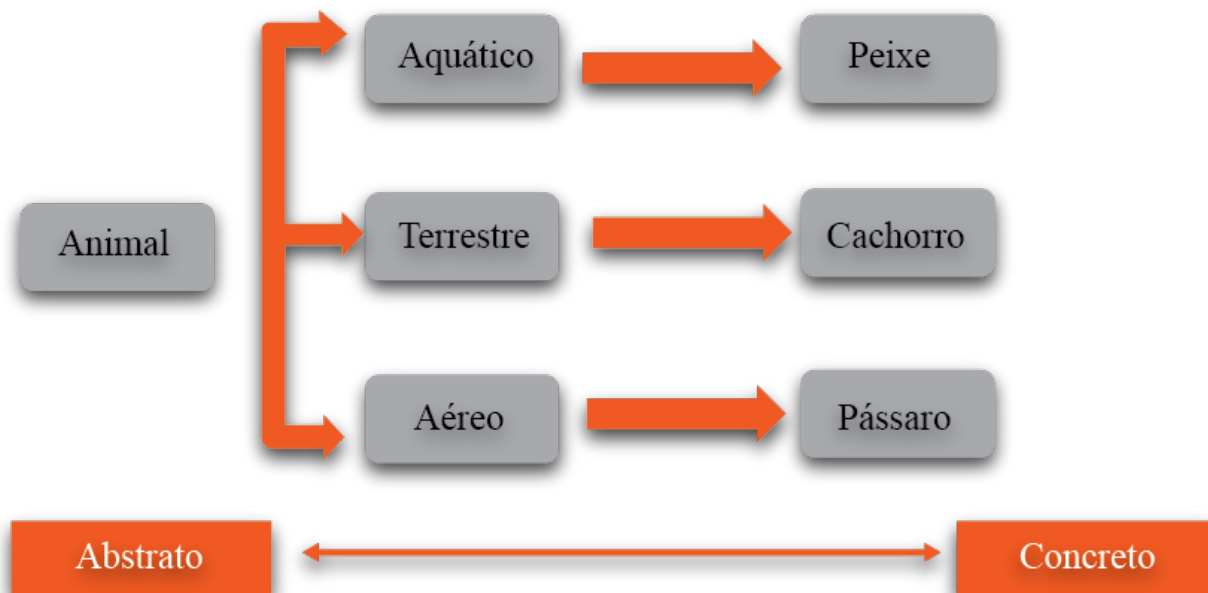 Aquático
Peixe
Animal
Terrestre
Cachorro
Aéreo
Pássaro
Abstrato
Concreto